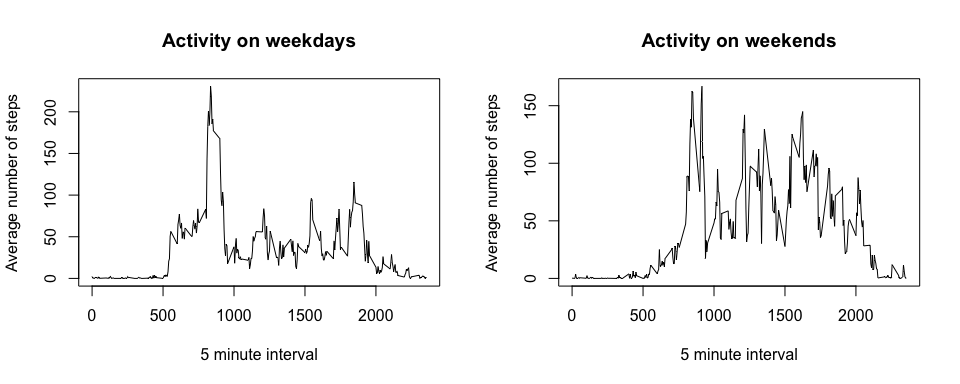 Activity on weekdays
Average number of steps
0 50 100 150 200
0 500 1000 1500 2000
5 minute interval
Activity on weekends
Average number of steps
0 50 100 150
0 500 1000 1500 2000
5 minute interval